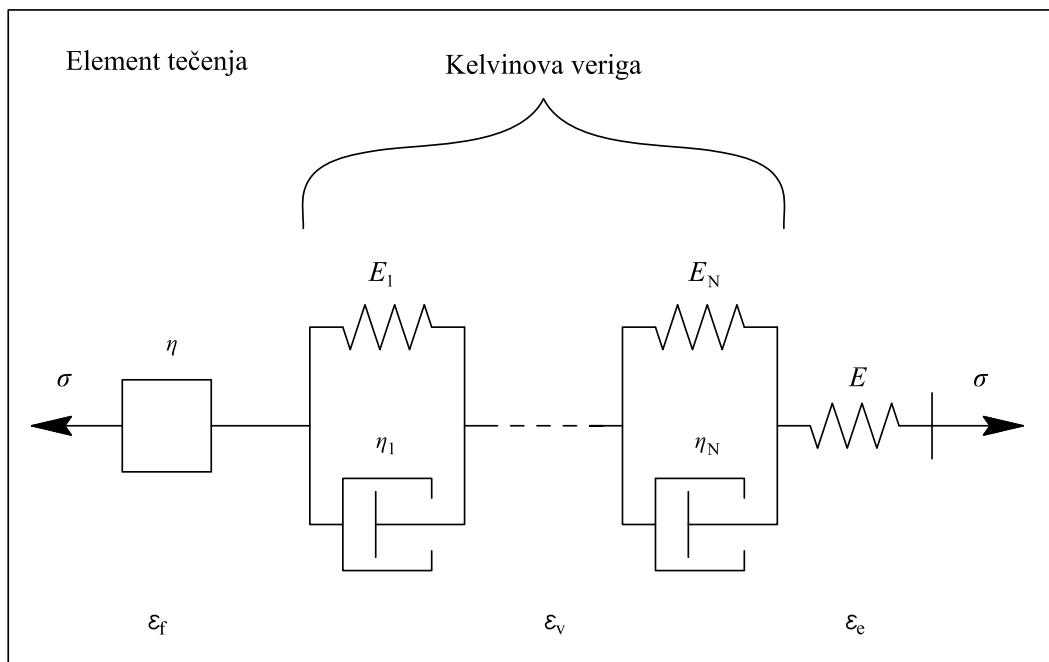 Element tečenja
Kelvinova veriga
E1
EN
η
σ
E
σ
η1
ηN
εf
εv
εe